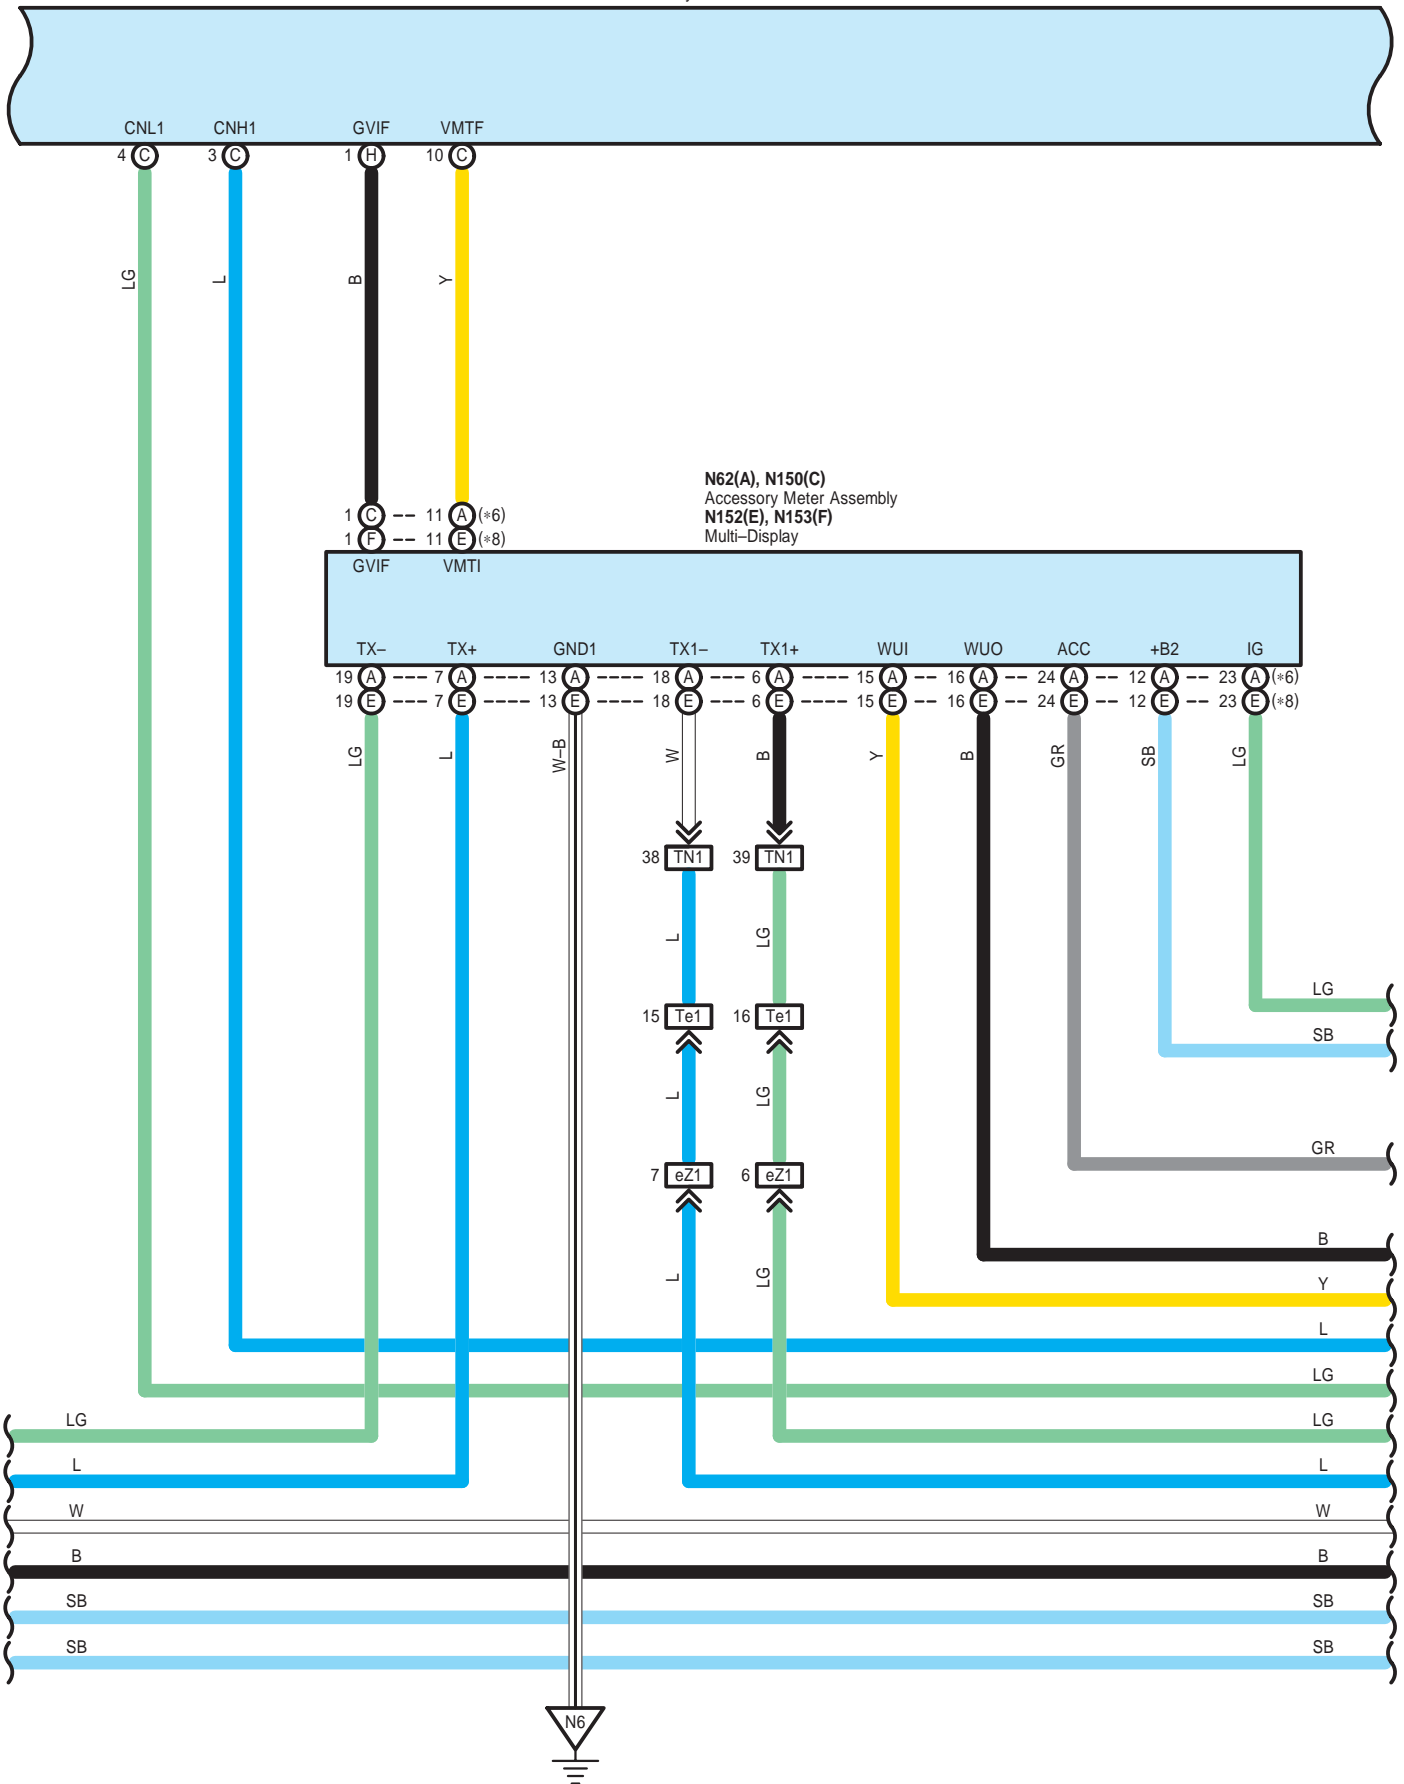 CNL1 CNH1 GVIF VMTF
4 C 3 C 1 H 10 C
LG L B Y
N62(A), N150(C)
Accessory Meter Assembly
N152(E), N153(F)
Multi–Display
1 C 11 A (*6)
1 F 11 E (*8)
GVIF VMTI
TX– TX+ GND1 TX1– TX1+ WUI WUO ACC +B2 IG
19 A 7 A 13 A 18 A 6 A 15 A 16 A 24 A 12 A 23 A (*6)
19 E 7 E 13 E 18 E 6 E 15 E 16 E 24 E 12 E 23 E (*8)
LG L W–B W B Y B GR SB LG
38 TN1 39 TN1
L LG
LG
15 Te1 16 Te1
SB
L LG
GR
7 eZ1 6 eZ1
B
L LG
Y
L
LG
LG LG
L L
W W
B B
SB SB
SB SB
N6